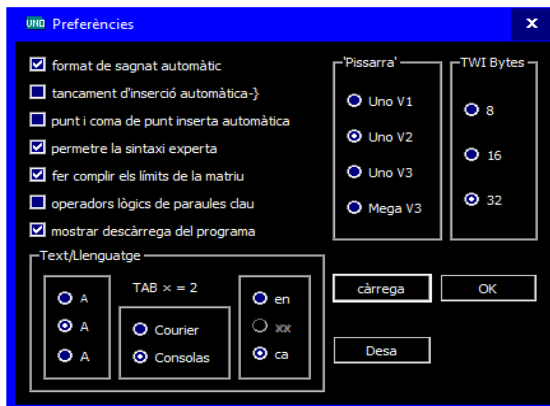 UHD Preferències x
format de sagnat automàtic
tancament d'inserció automàtica-}
punt i coma de punt inserta automàtica
permetre la sintaxi experta
fer complir els límits de la matriu
operadors lògics de paraules clau
mostrar descàrrega del programa
'Pissarra'
Uno V1
Uno V2
Uno V3
Mega V3
TWI Bytes
8
16
32
Text/Llenguatge
A
A
A
TAB × = 2
Courier
Consolas
en
xx
ca
càrrega
OK
Desa